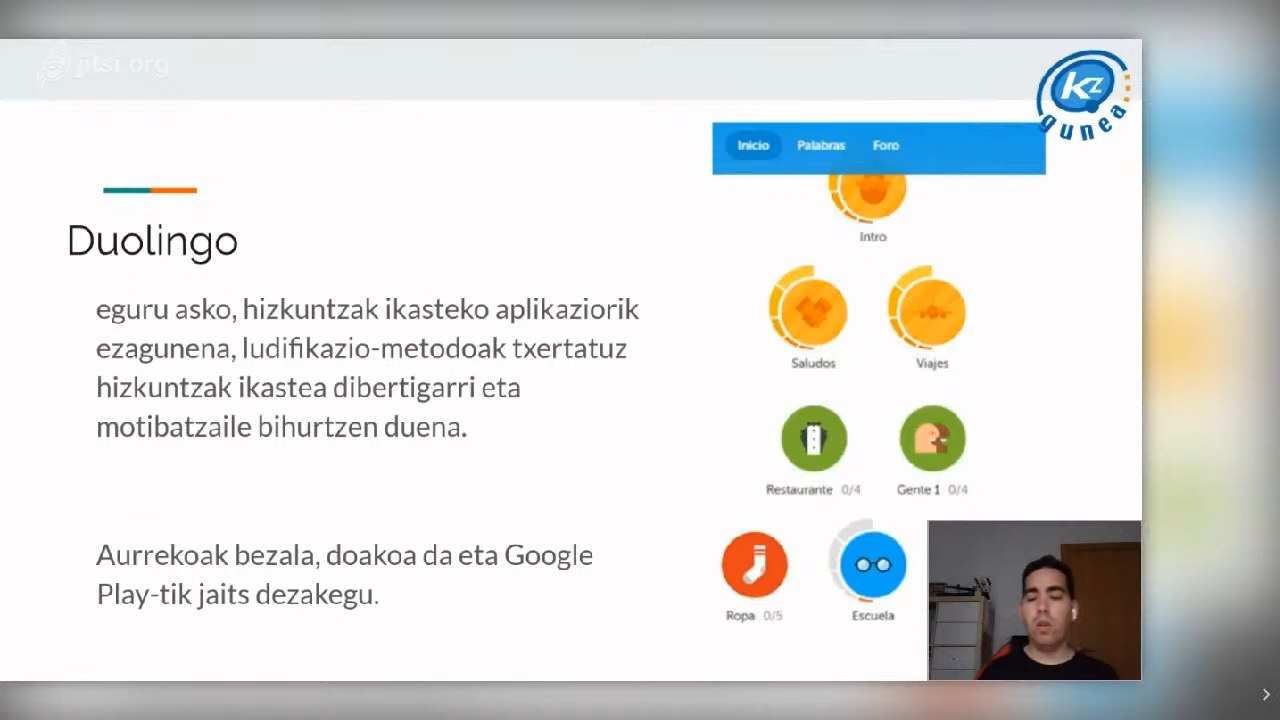 jitsi.org
kz
gunea
Inicio Palabras Foro
Intro
Duolingo
eguru asko, hizkuntzak ikasteko aplikaziorik
ezagunena, ludifikazio-metodoak txertatuz
hizkuntzak ikastea dibertigarri eta
motibatzaile bihurtzen duena.
Saludos Viajes
Restaurante 0/4 Gente 1 0/4
Aurrekoak bezala, doakoa da eta Google
Play-tik jaits dezakegu.
Ropa 0/5 Escuela